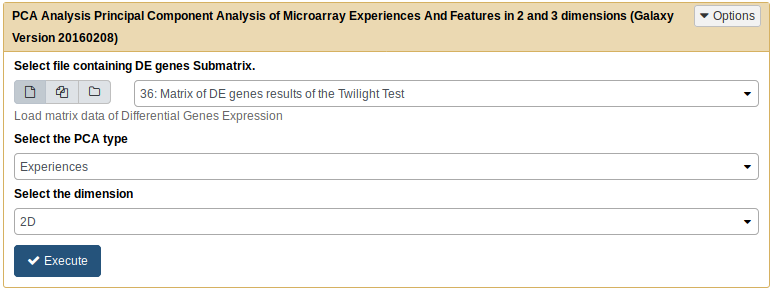 PCA Analysis Principal Component Analysis of Microarray Experiences And Features in 2 and 3 dimensions (Galaxy
Version 20160208)
Options
Select file containing DE genes Submatrix.
36: Matrix of DE genes results of the Twilight Test
Load matrix data of Differential Genes Expression
Select the PCA type
Experiences
Select the dimension
2D
Execute